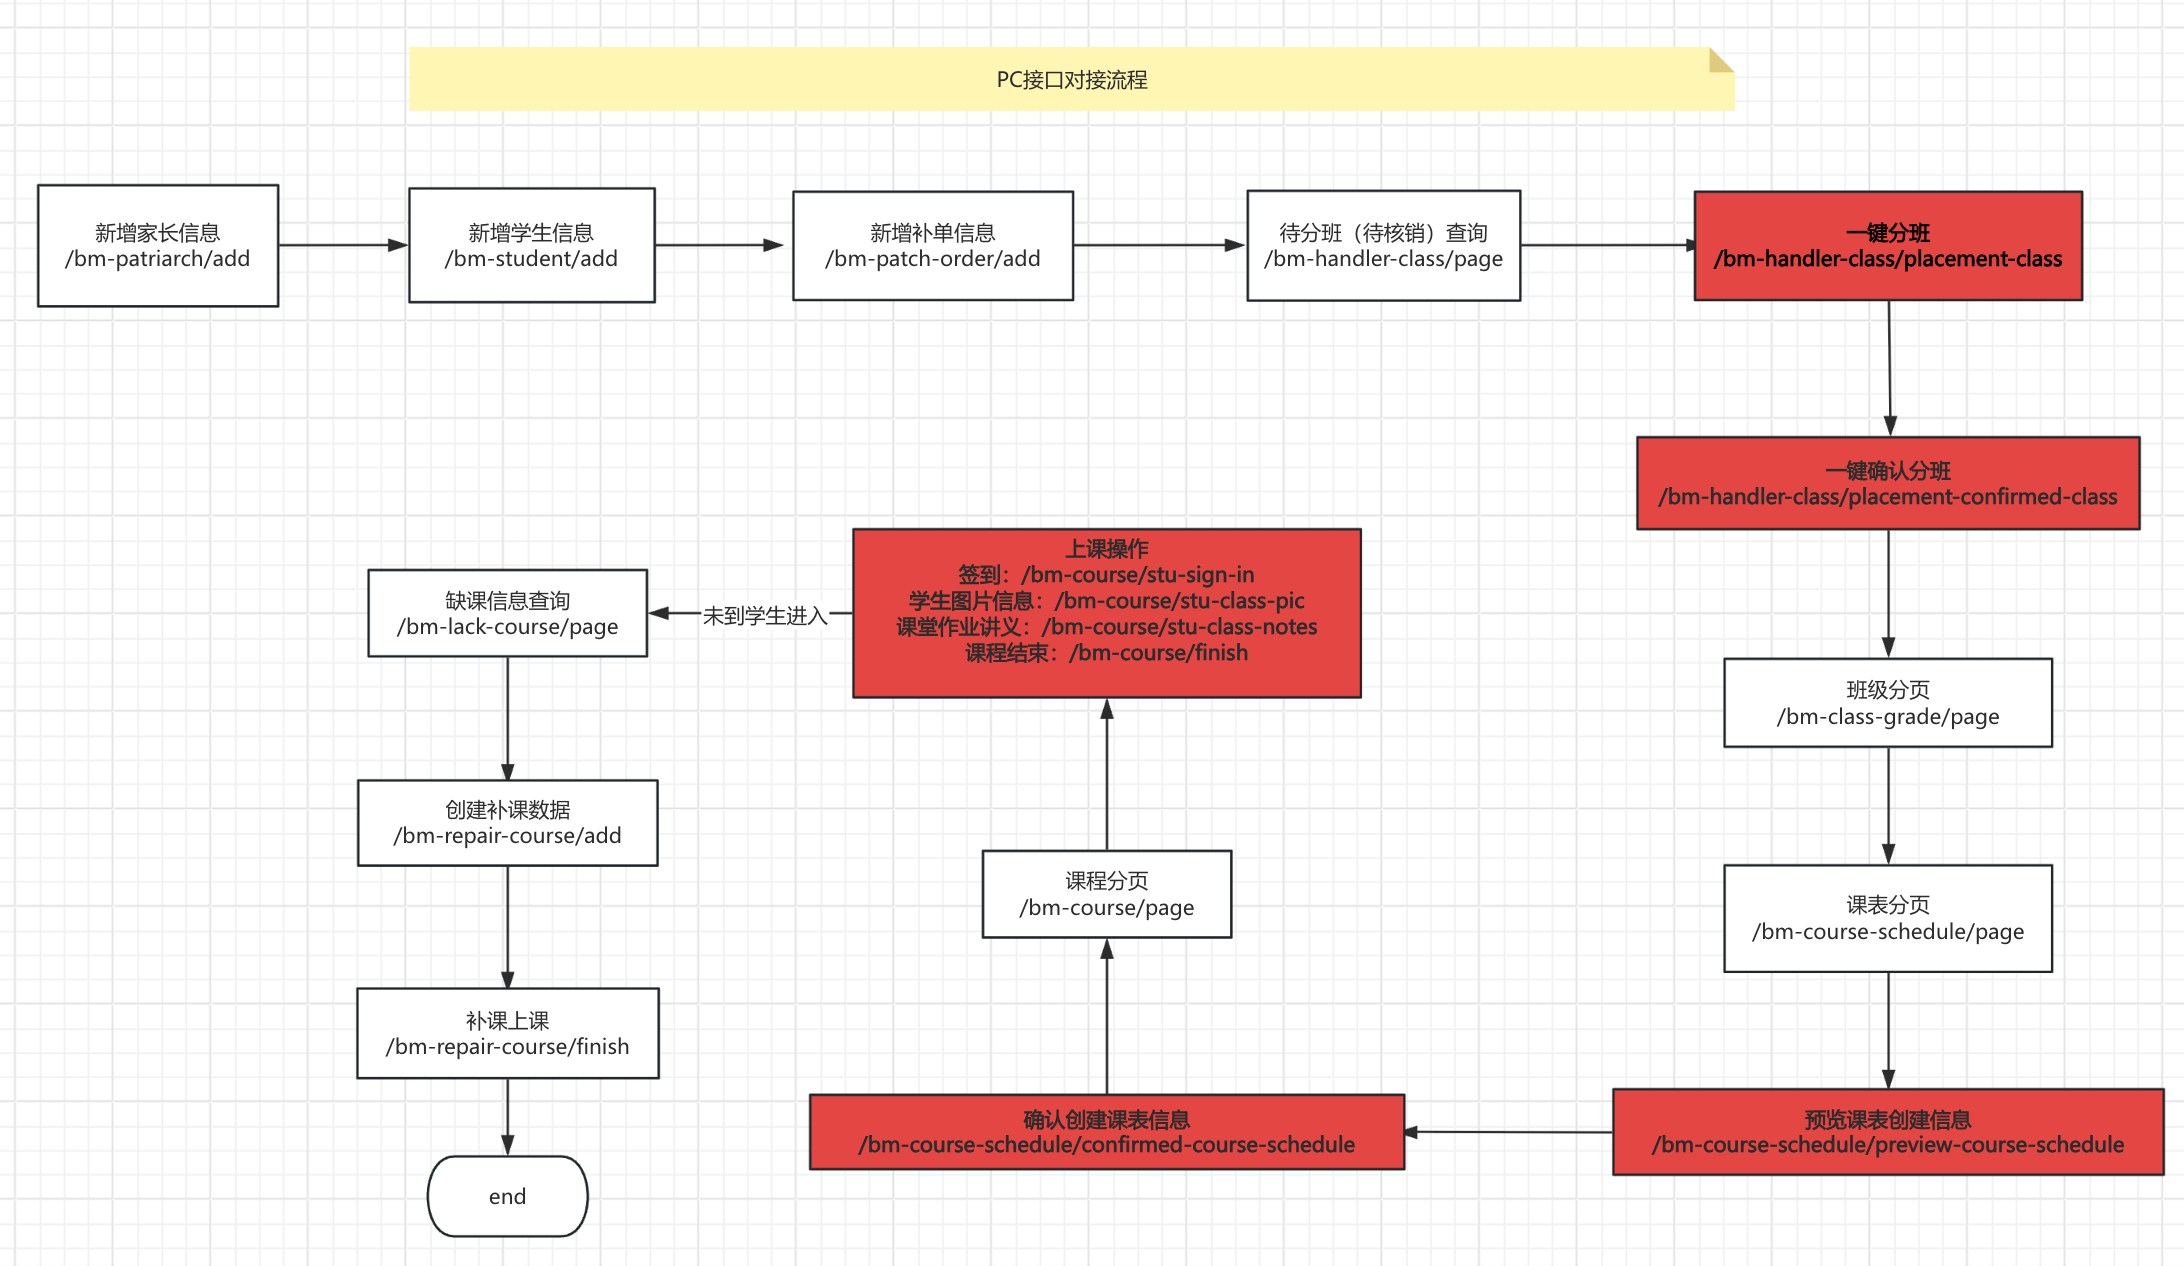 PC接口对接流程
新增家长信息
/bm-patriarch/add
新增学生信息
/bm-student/add
新增补单信息
/bm-patch-order/add
待分班（待核销）查询
/bm-handler-class/page
一键分班
/bm-handler-class/placement-class
一键确认分班
/bm-handler-class/placement-confirmed-class
班级分页
/bm-class-grade/page
课表分页
/bm-course-schedule/page
预览课表创建信息
/bm-course-schedule/preview-course-schedule
确认创建课表信息
/bm-course-schedule/confirmed-course-schedule
课程分页
/bm-course/page
上课操作
签到：/bm-course/stu-sign-in
学生图片信息：/bm-course/stu-class-pic
课堂作业讲义：/bm-course/stu-class-notes
课程结束：/bm-course/finish
未到学生进入
缺课信息查询
/bm-lack-course/page
创建补课数据
/bm-repair-course/add
补课上课
/bm-repair-course/finish
end